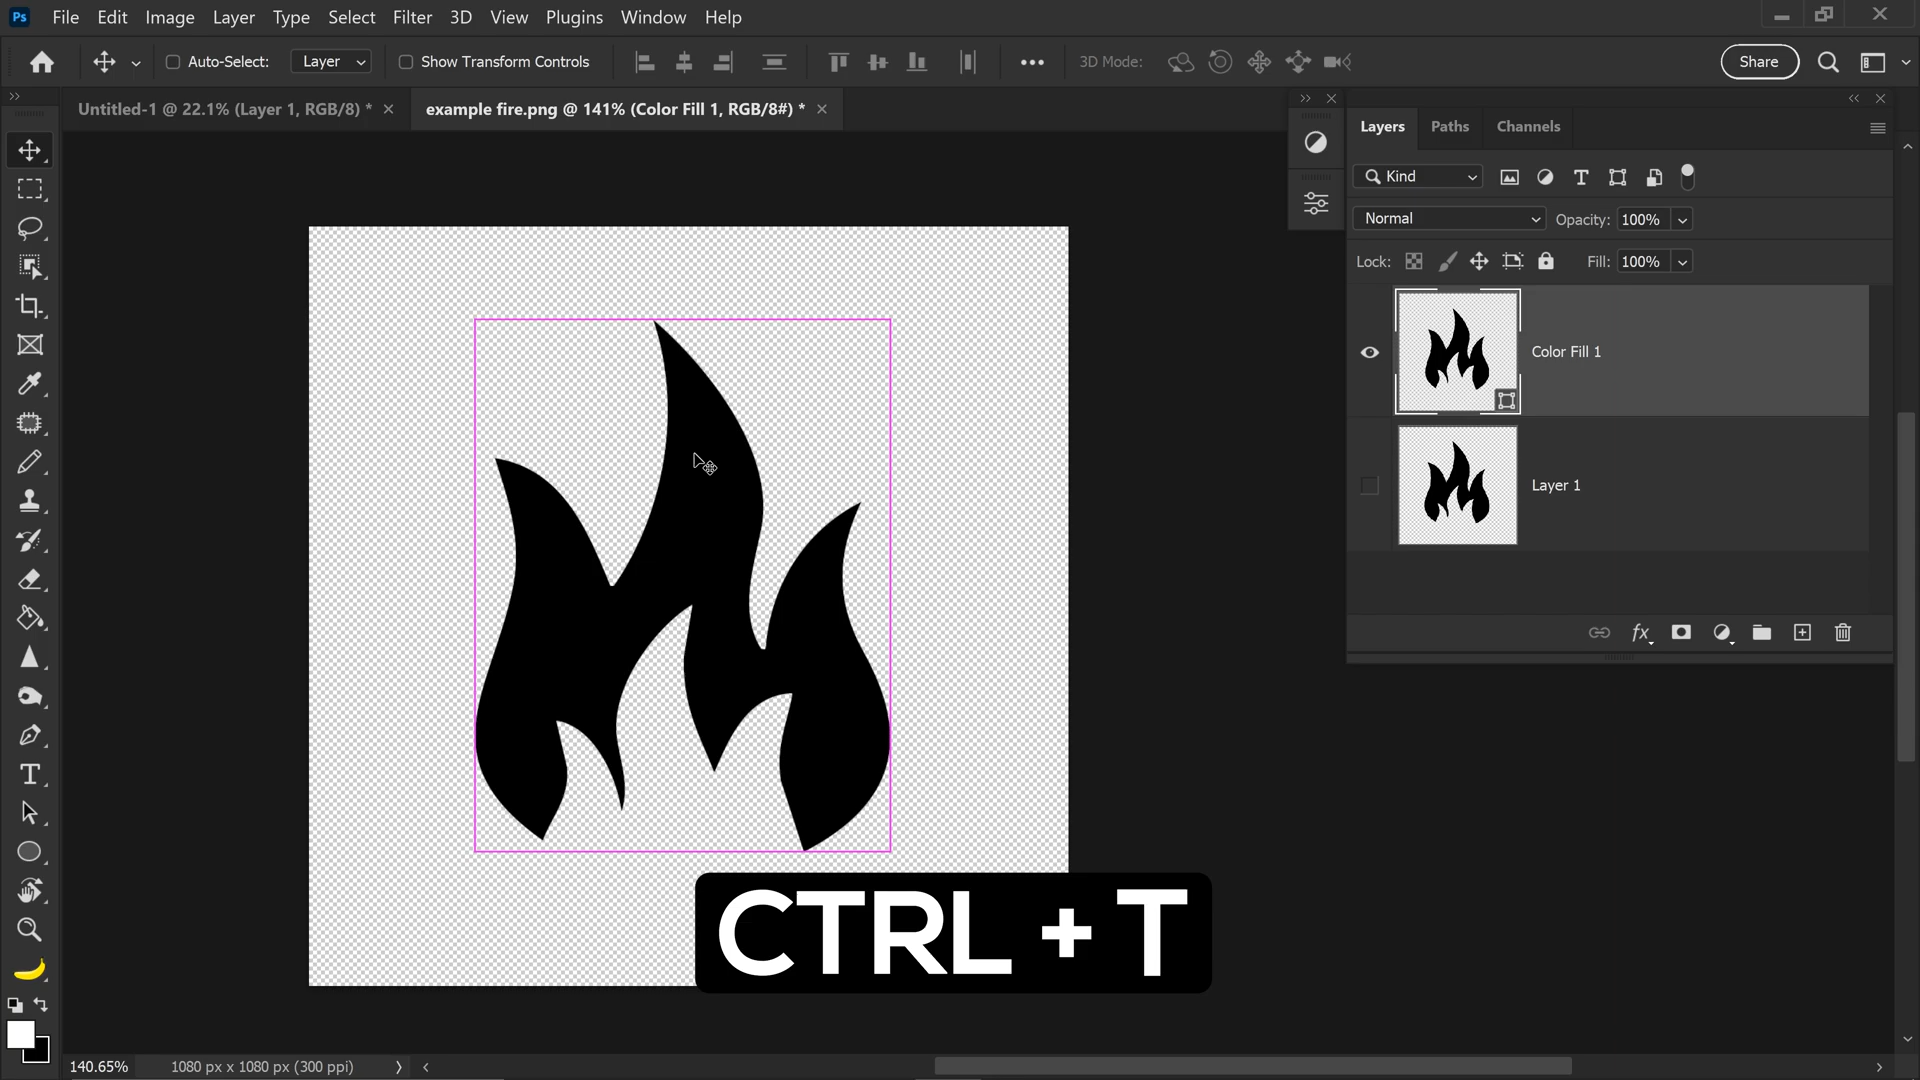 Ps File Edit Image Layer Type Select Filter 3D View Plugins Window Help
Auto-Select: Layer Show Transform Controls 3D Mode: Share
Untitled-1 @ 22.1% (Layer 1, RGB/8) * example fire.png @ 141% (Color Fill 1, RGB/8#) *
Layers Paths Channels
Kind
Normal Opacity: 100%
Lock: Fill: 100%
Color Fill 1
Layer 1
fx
CTRL + T
140.65% 1080 px x 1080 px (300 ppi)